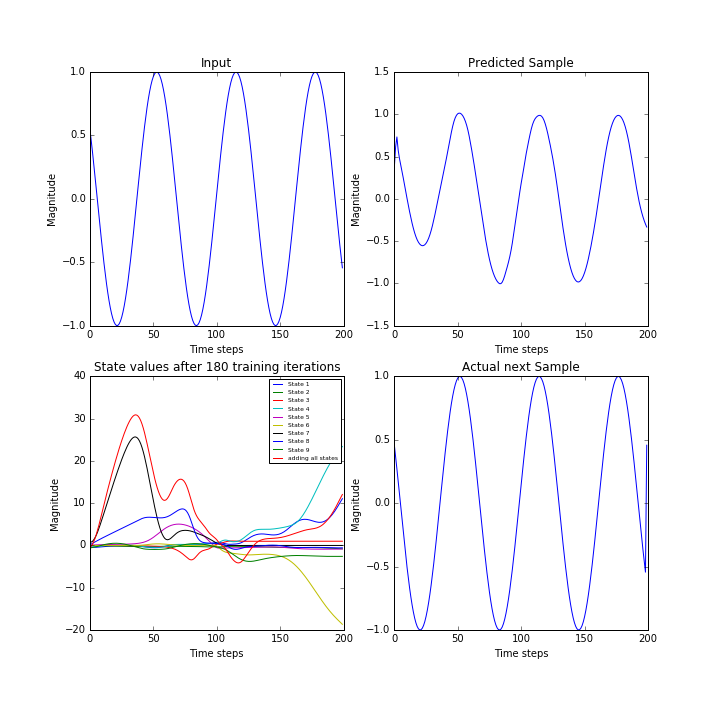 Input
Magnitude
1.0
0.5
0.0
−0.5
−1.0
0
50
100
150
200
Time steps
Predicted Sample
Magnitude
1.5
1.0
0.5
0.0
−0.5
−1.0
−1.5
0
50
100
150
200
Time steps
State values after 180 training iterations
Magnitude
40
30
20
10
0
−10
−20
0
50
100
150
200
Time steps
State 1
State 2
State 3
State 4
State 5
State 6
State 7
State 8
State 9
adding all states
Actual next Sample
Magnitude
1.0
0.5
0.0
−0.5
−1.0
0
50
100
150
200
Time steps